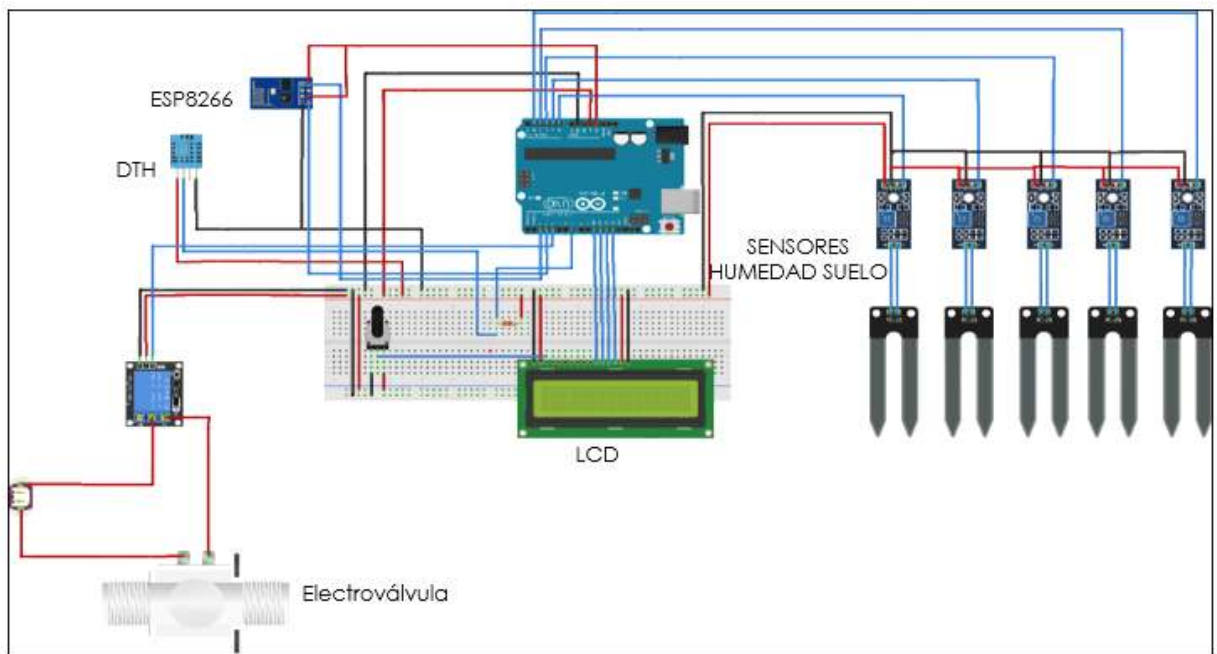 ESP8266
DTH
SENSORES
HUMEDAD SUELO
LCD
Electroválvula